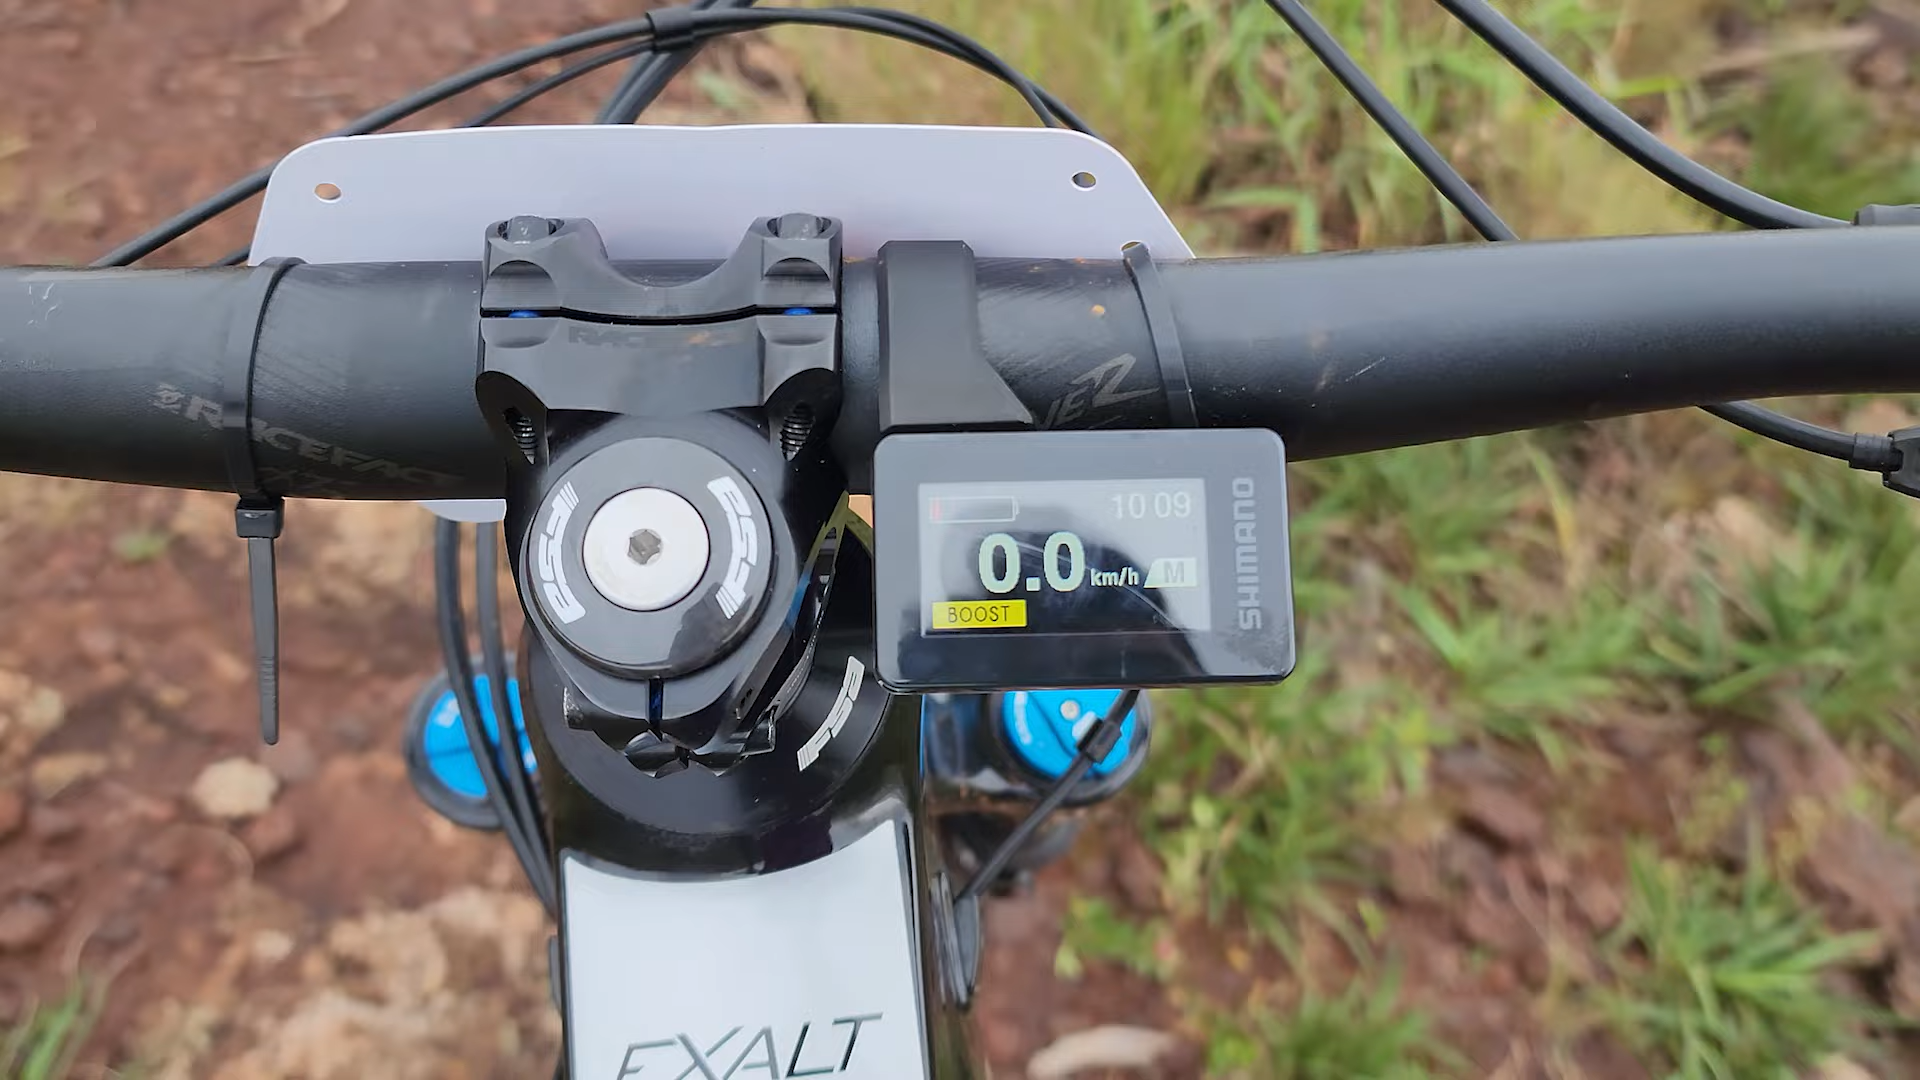 RACEFACE
10 09
0.0 km/h M
BOOST
SHIMANO
FSA
FSA
FSA
EXALT